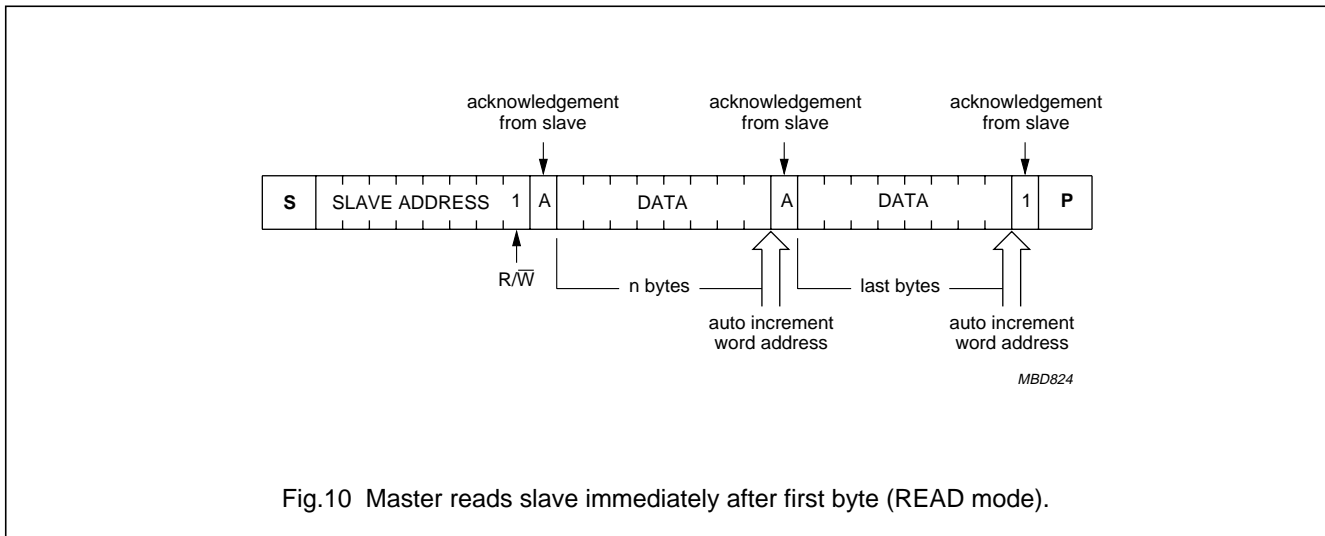 acknowledgement
from slave
acknowledgement
from slave
acknowledgement
from slave
S SLAVE ADDRESS 1 A DATA A DATA 1 P
R/W̅
n bytes
last bytes
auto increment
word address
auto increment
word address
MBD824
Fig.10 Master reads slave immediately after first byte (READ mode).